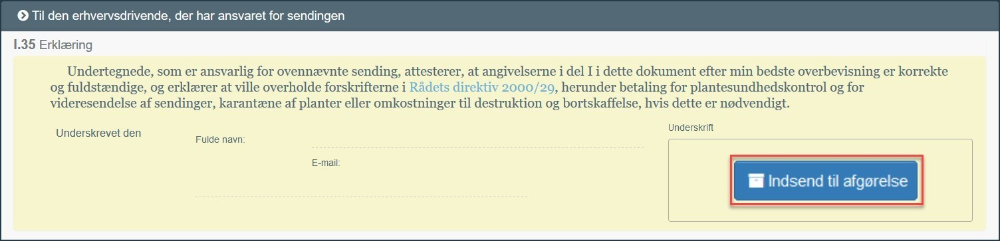 Til den erhvervsdrivende, der har ansvaret for sendingen
I.35 Erklæring
Undertegnede, som er ansvarlig for ovennævnte sending, attesterer, at angivelserne i del I i dette dokument efter min bedste overbevisning er korrekte
og fuldstændige, og erklærer at ville overholde forskrifterne i Rådets direktiv 2000/29, herunder betaling for plantesundhedskontrol og for
videresendelse af sendinger, karantæne af planter eller omkostninger til destruktion og bortskaffelse, hvis dette er nødvendigt.
Underskrevet den
Fulde navn:
E-mail:
Underskrift
Indsend til afgørelse